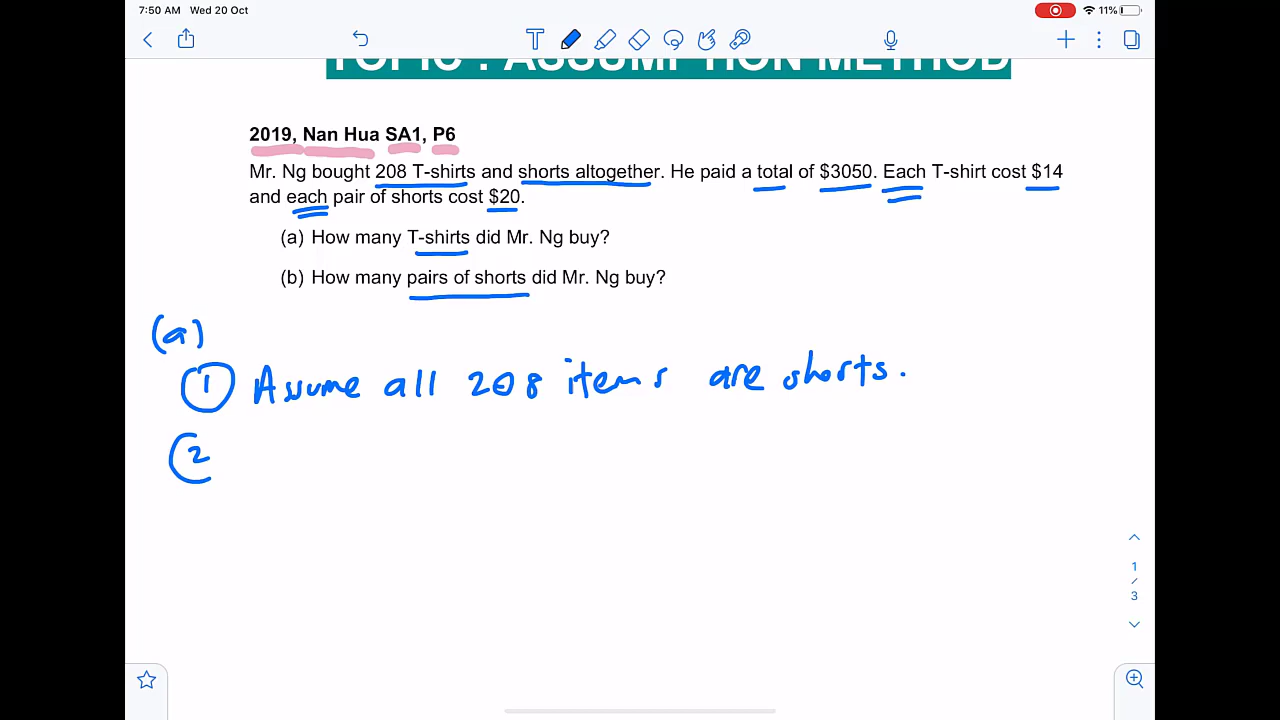 7:50 AM Wed 20 Oct
11%
TOPIC : ASSUMPTION METHOD
2019, Nan Hua SA1, P6
Mr. Ng bought 208 T-shirts and shorts altogether. He paid a total of $3050. Each T-shirt cost $14
and each pair of shorts cost $20.
(a) How many T-shirts did Mr. Ng buy?
(b) How many pairs of shorts did Mr. Ng buy?
(a)
1 Assume all 208 items are shorts.
(2
1
/
3